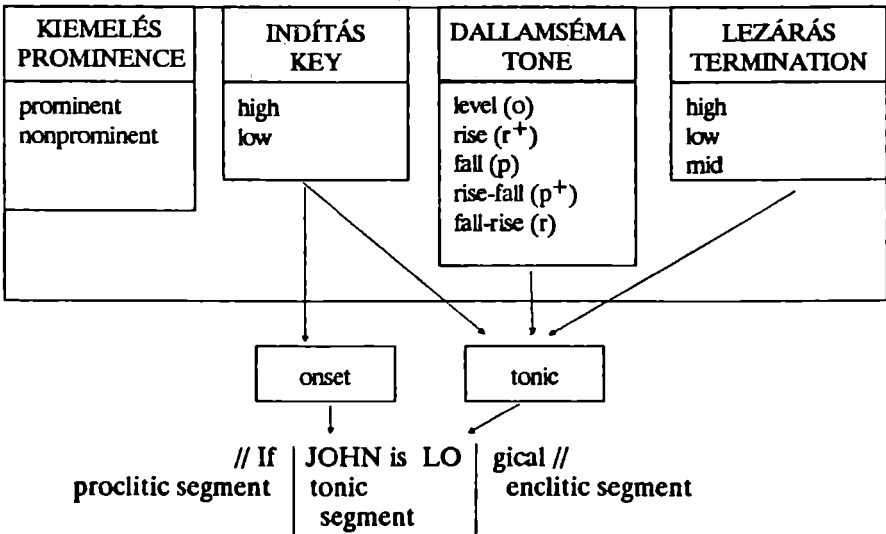 KIEMELÉS
PROMINENCE
prominent
nonprominent
INDÍTÁS
KEY
high
low
DALLAMSÉMA
TONE
level (o)
rise (r+)
fall (p)
rise-fall (p+)
fall-rise (r)
LEZÁRÁS
TERMINATION
high
low
mid
onset
tonic
// If JOHN is LO gical //
proclitic segment tonic enclitic segment
segment